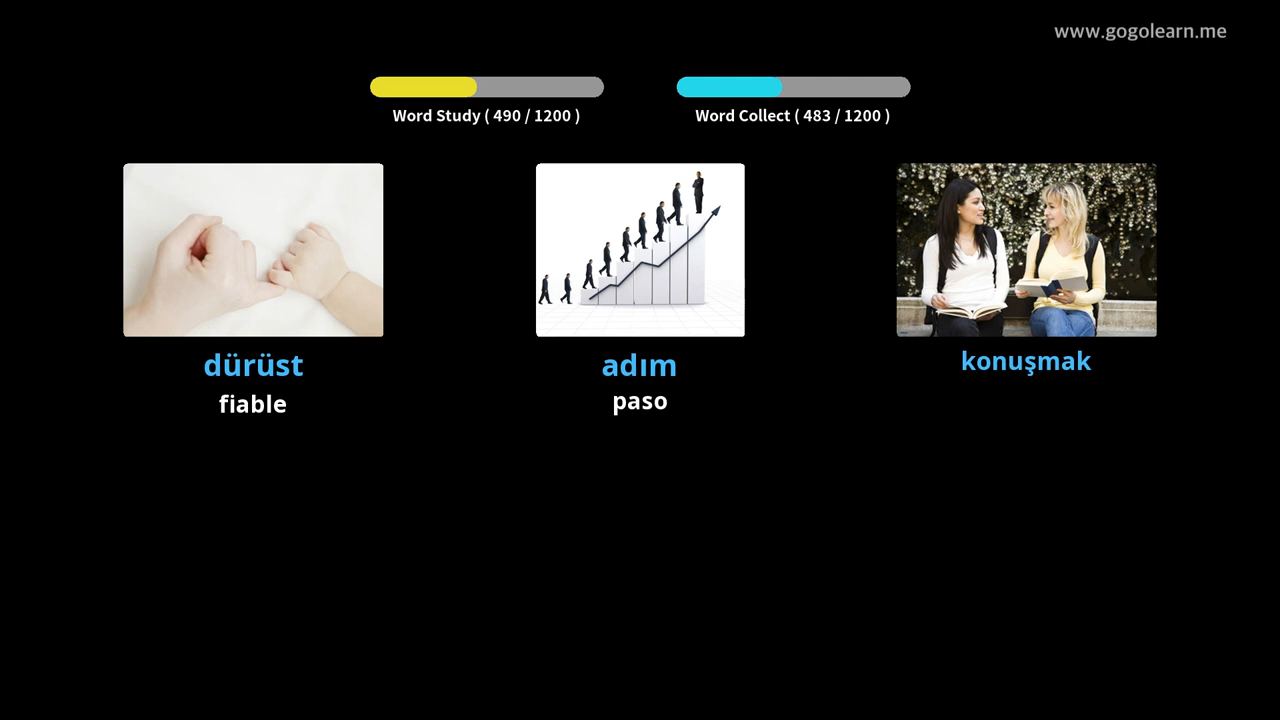 www.gogolearn.me
Word Study ( 490 / 1200 )
Word Collect ( 483 / 1200 )
dürüst
fiable
adım
paso
konuşmak